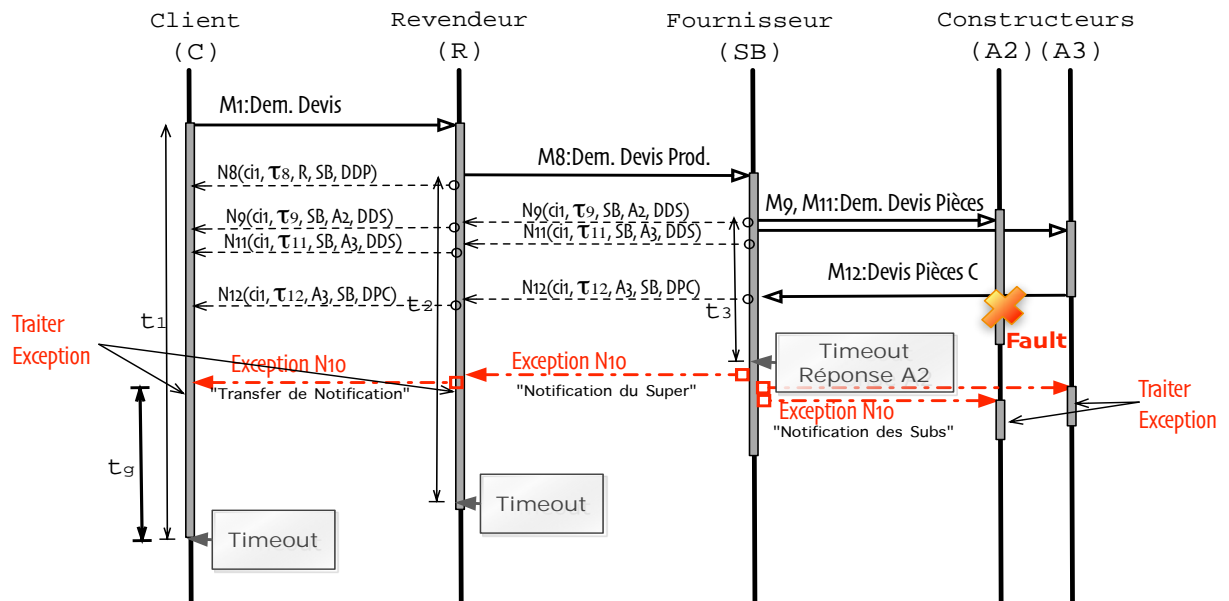 Client
Revendeur
Fournisseur
Constructeurs
(C)
(R)
(SB)
(A2)
(A3)
M1:Dem. Devis
M8:Dem. Devis Prod.
N8(ci1, τ8, R, SB, DDP)
N9(ci1, τ9, SB, A2, DDS)
N9(ci1, τ9, SB, A2, DDS)
M9, M11:Dem. Devis Pièces
N11(ci1, τ11, SB, A3, DDS)
N11(ci1, τ11, SB, A3, DDS)
M12:Devis Pièces C
N12(ci1, τ12, A3, SB, DPC)
N12(ci1, τ12, A3, SB, DPC)
t1
t2
t3
Traiter
Exception
Fault
Timeout
Réponse A2
Exception N10
"Transfer de Notification"
Exception N10
"Notification du Super"
Exception N10
"Notification des Subs"
Traiter
Exception
tg
Timeout
Timeout